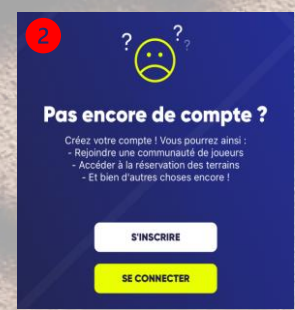 2
? ? ?
Pas encore de compte ?
Créez votre compte ! Vous pourrez ainsi :
- Rejoindre une communauté de joueurs
- Accéder à la réservation des terrains
- Et bien d'autres choses encore !
S'INSCRIRE
SE CONNECTER